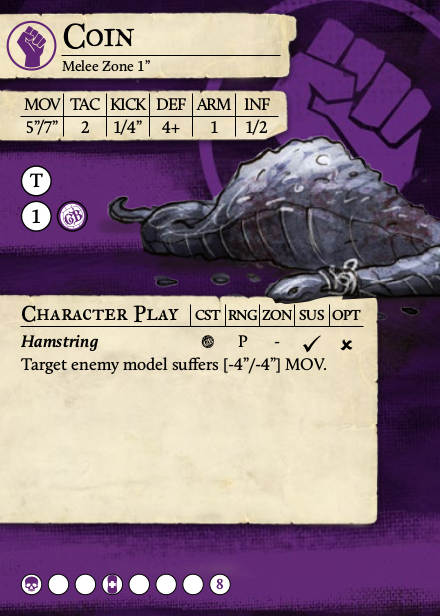 Coin
Melee Zone 1”
MOV TAC KICK DEF ARM INF
5”/7” 2 1/4” 4+ 1 1/2
T
1 GB
Character Play CST RNG ZON SUS OPT
Hamstring P - ✓ ✗
Target enemy model suffers [-4”/-4”] MOV.
8